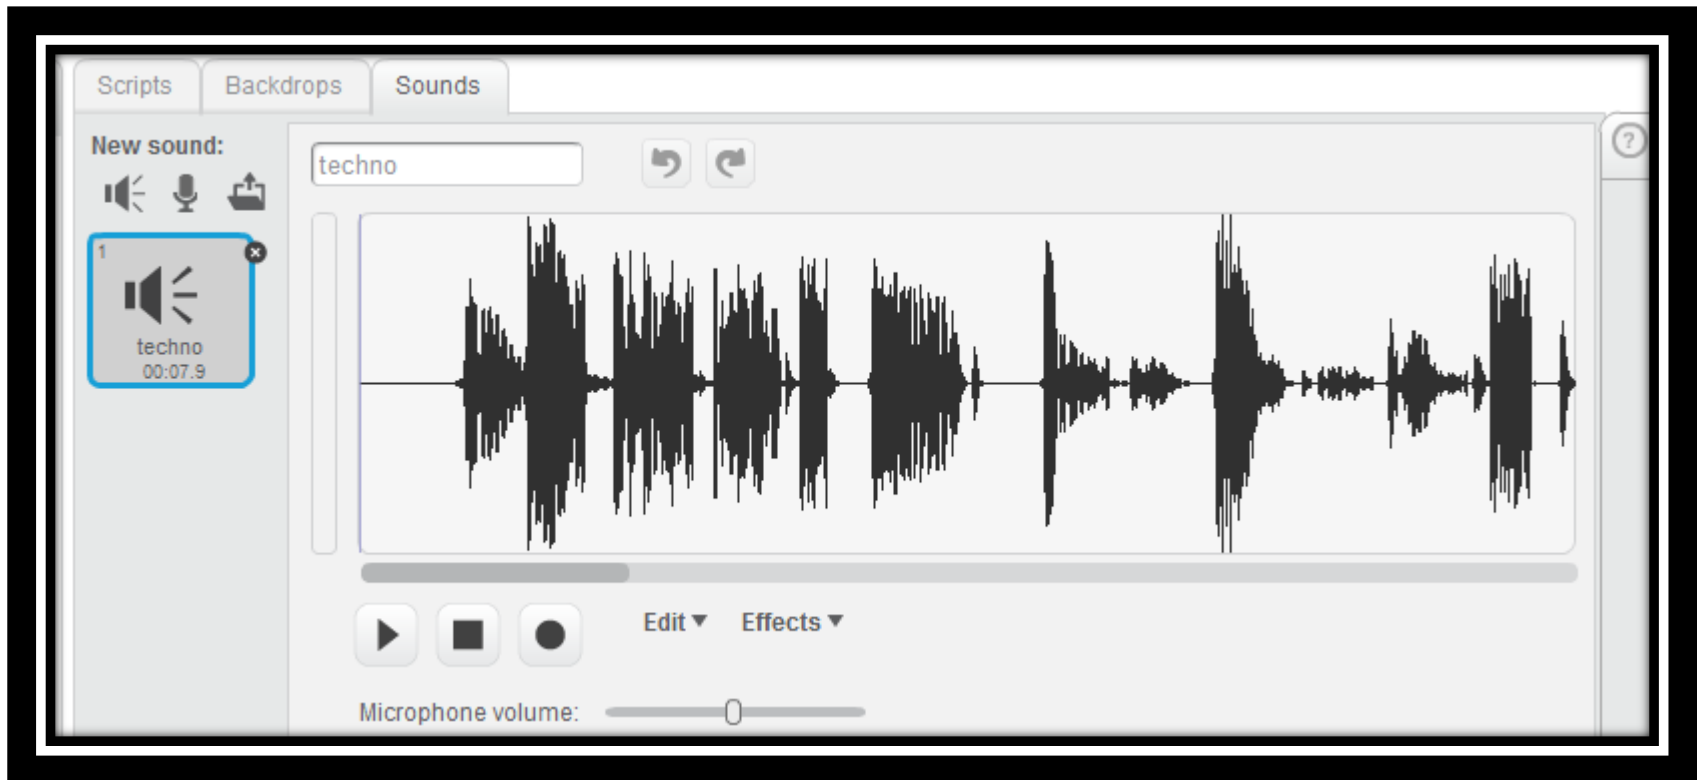 Scripts Backdrops Sounds
New sound:
techno
1
techno
00:07.9
Edit Effects
Microphone volume:
?